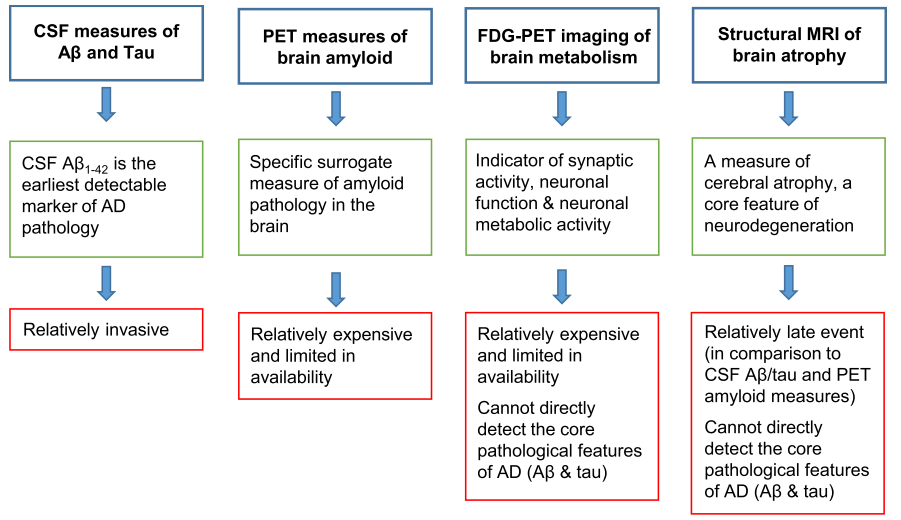 CSF measures of
Aβ and Tau
CSF Aβ₁₋₄₂ is the
earliest detectable
marker of AD
pathology
Relatively invasive
PET measures of
brain amyloid
Specific surrogate
measure of amyloid
pathology in the
brain
Relatively expensive
and limited in
availability
FDG-PET imaging of
brain metabolism
Indicator of synaptic
activity, neuronal
function & neuronal
metabolic activity
Relatively expensive
and limited in
availability
Cannot directly
detect the core
pathological features
of AD (Aβ & tau)
Structural MRI of
brain atrophy
A measure of
cerebral atrophy, a
core feature of
neurodegeneration
Relatively late event
(in comparison to
CSF Aβ/tau and PET
amyloid measures)
Cannot directly
detect the core
pathological features
of AD (Aβ & tau)